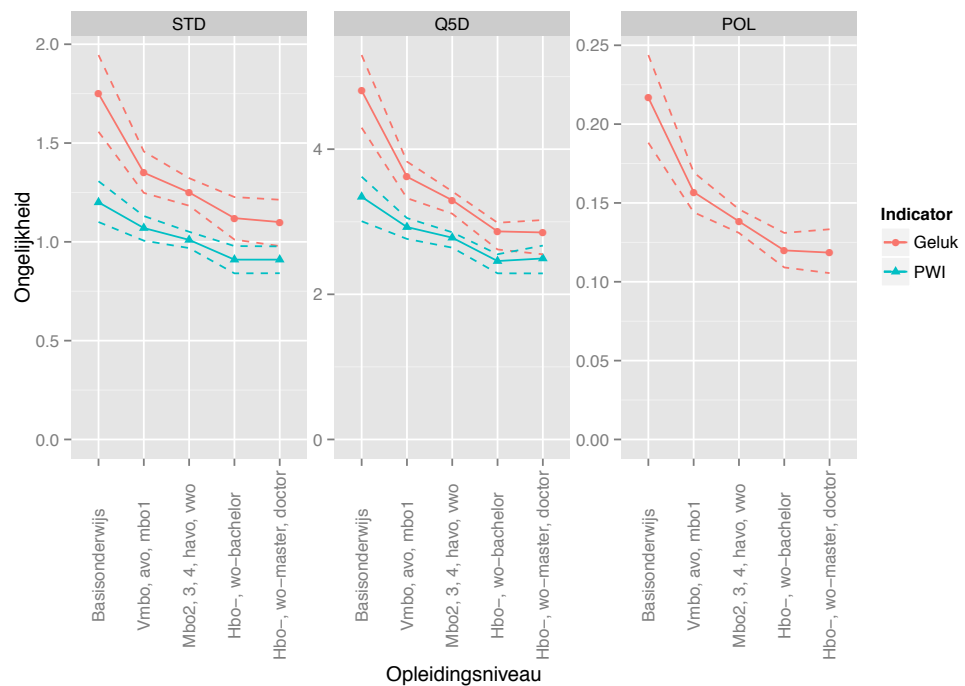 STD
Q5D
POL
Ongelijkheid
2.0
1.5
1.0
0.5
0.0
4
2
0
0.25
0.20
0.15
0.10
0.05
0.00
Basisonderwijs
Vmbo, avo, mbo1
Mbo2, 3, 4, havo, vwo
Hbo−, wo−bachelor
Hbo−, wo−master, doctor
Basisonderwijs
Vmbo, avo, mbo1
Mbo2, 3, 4, havo, vwo
Hbo−, wo−bachelor
Hbo−, wo−master, doctor
Basisonderwijs
Vmbo, avo, mbo1
Mbo2, 3, 4, havo, vwo
Hbo−, wo−bachelor
Hbo−, wo−master, doctor
Opleidingsniveau
Indicator
Geluk
PWI